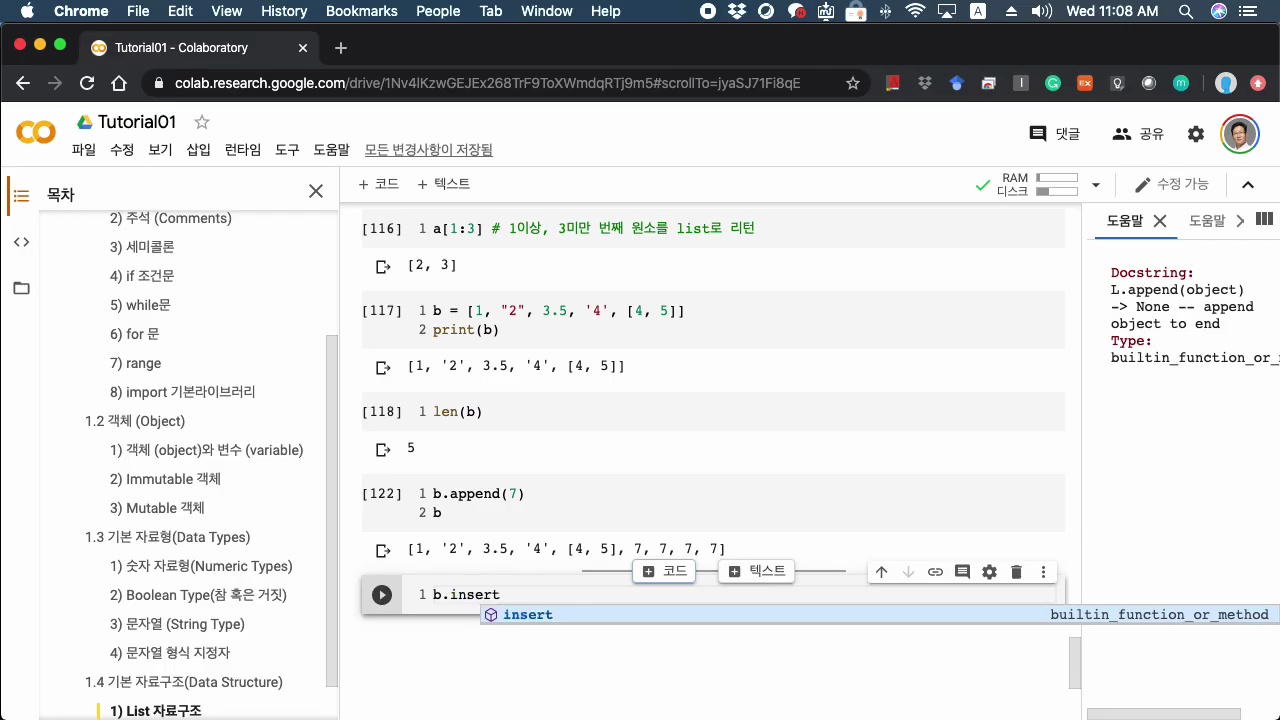 Chrome File Edit View History Bookmarks People Tab Window Help Wed 11:08 AM
Tutorial01 - Colaboratory
colab.research.google.com/drive/1Nv4lKzwGEJEx268TrF9ToXWmdqRTj9m5#scrollTo=jyaSJ71Fi8qE
Tutorial01
댓글 공유
파일 수정 보기 삽입 런타임 도구 도움말 모든 변경사항이 저장됨
목차
2) 주석 (Comments)
3) 세미콜론
4) if 조건문
5) while문
6) for 문
7) range
8) import 기본라이브러리
1.2 객체 (Object)
1) 객체 (object)와 변수 (variable)
2) Immutable 객체
3) Mutable 객체
1.3 기본 자료형(Data Types)
1) 숫자 자료형(Numeric Types)
2) Boolean Type(참 혹은 거짓)
3) 문자열 (String Type)
4) 문자열 형식 지정자
1.4 기본 자료구조(Data Structure)
1) List 자료구조
+ 코드 + 텍스트
RAM
디스크
수정 가능
[116] 1 a[1:3] # 1이상, 3미만 번째 원소를 list로 리턴
[2, 3]
[117] 1 b = [1, "2", 3.5, '4', [4, 5]]
2 print(b)
[1, '2', 3.5, '4', [4, 5]]
[118] 1 len(b)
5
[122] 1 b.append(7)
2 b
[1, '2', 3.5, '4', [4, 5], 7, 7, 7, 7]
코드 텍스트
1 b.insert
insert builtin_function_or_method
도움말 도움말
Docstring:
L.append(object)
-> None -- append
object to end
Type:
builtin_function_or_m